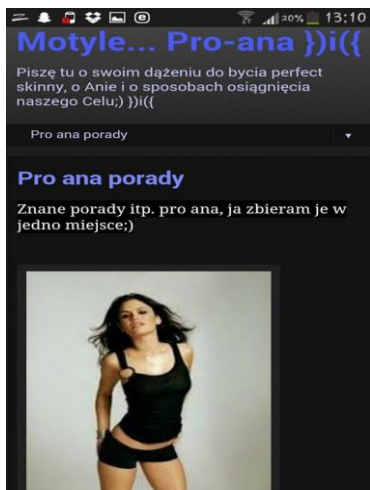 20% 13:10
Motyle... Pro-ana })i({
Piszę tu o swoim dążeniu do bycia perfect
skinny, o Anie i o sposobach osiągnięcia
naszego Celu;) })i({
Pro ana porady
Pro ana porady
Znane porady itp. pro ana, ja zbieram je w
jedno miejsce;)